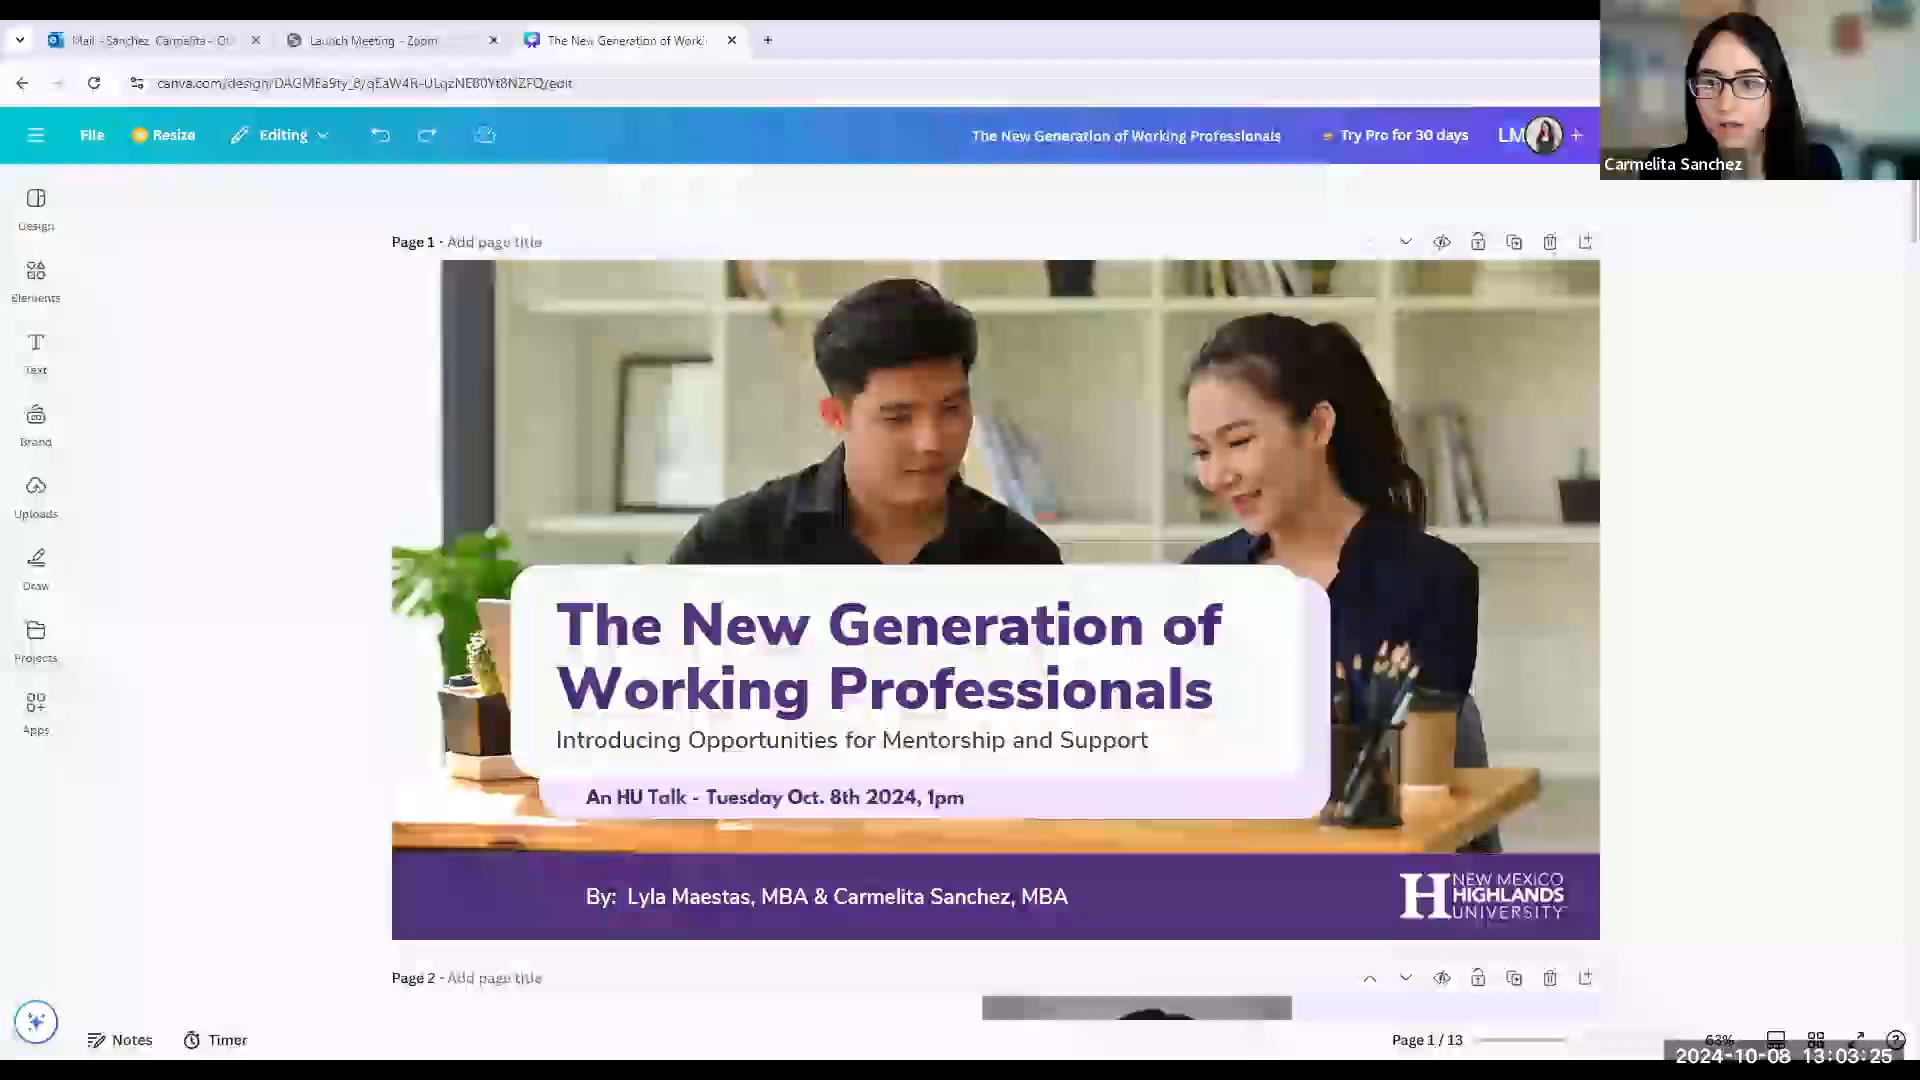 Mail - Sanchez, Carmelita - Ou
Launch Meeting - Zoom
The New Generation of Worki
canva.com/design/
/edit
File
Resize
Editing
The New Generation of Working Professionals
Try Pro for 30 days
LM
Carmelita Sanchez
Design
Elements
Text
Brand
Uploads
Draw
Projects
Apps
Page 1 - Add page title
The New Generation of
Working Professionals
Introducing Opportunities for Mentorship and Support
An HU Talk - Tuesday Oct. 8th 2024, 1pm
By: Lyla Maestas, MBA & Carmelita Sanchez, MBA
H NEW MEXICO
HIGHLANDS
UNIVERSITY
Page 2 - Add page title
Notes
Timer
Page 1 / 13
63%
2024-10-08 13:03:25